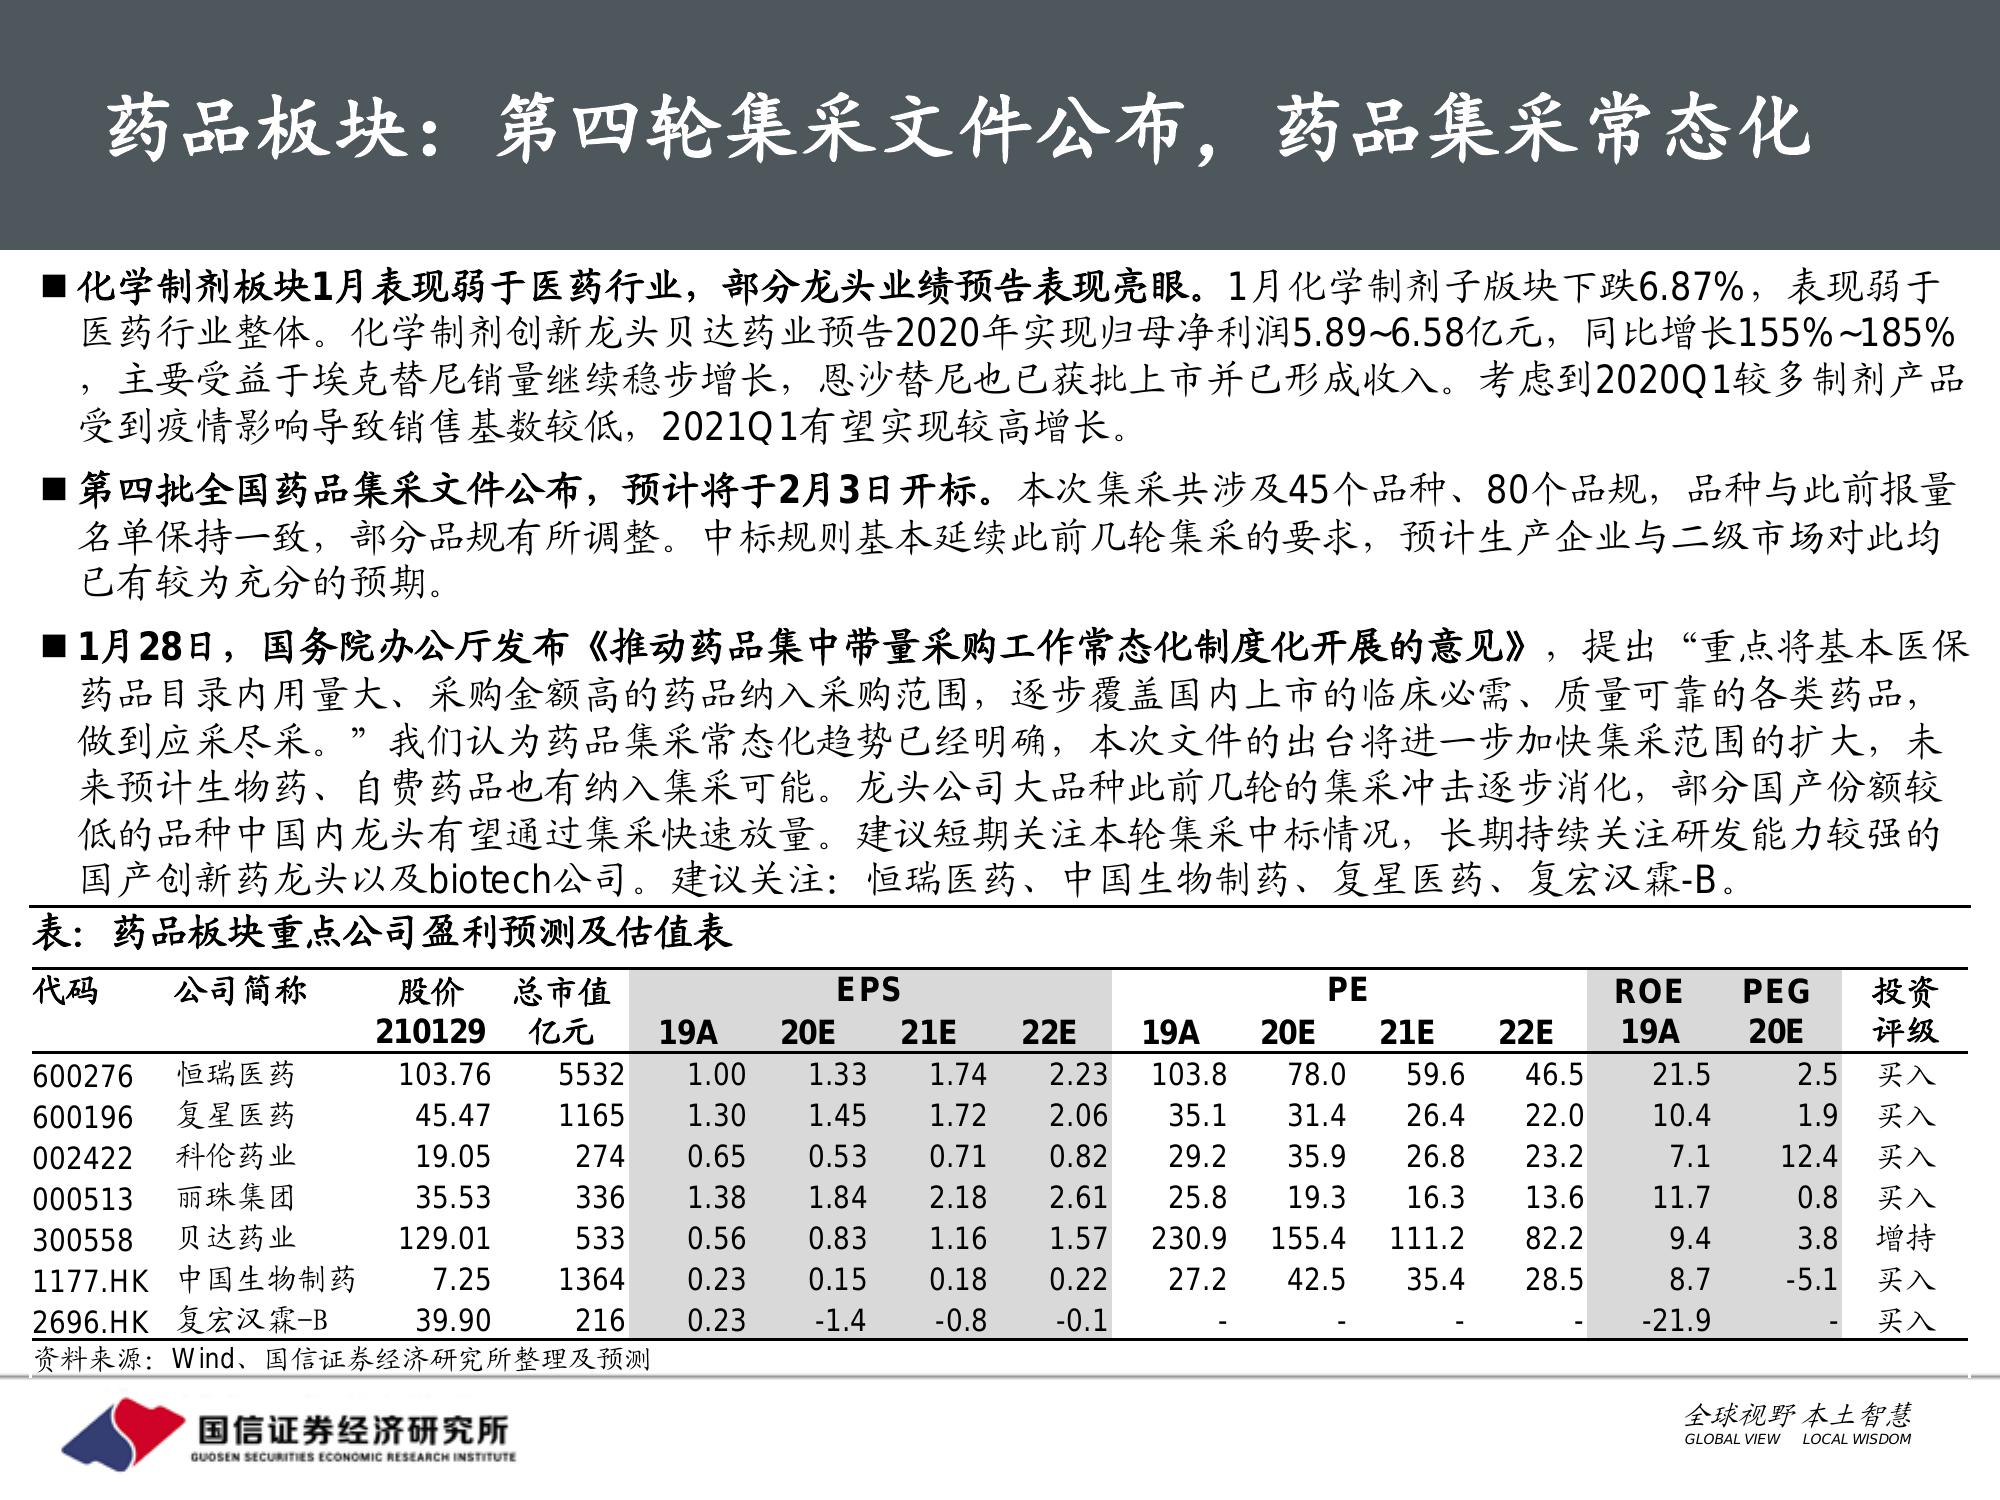 药品板块：第四轮集采文件公布，药品集采常态化
■ 化学制剂板块1月表现弱于医药行业，部分龙头业绩预告表现亮眼。1月化学制剂子版块下跌6.87%，表现弱于
医药行业整体。化学制剂创新龙头贝达药业预告2020年实现归母净利润5.89~6.58亿元，同比增长155%~185%
，主要受益于埃克替尼销量继续稳步增长，恩沙替尼也已获批上市并已形成收入。考虑到2020Q1较多制剂产品
受到疫情影响导致销售基数较低，2021Q1有望实现较高增长。
■ 第四批全国药品集采文件公布，预计将于2月3日开标。本次集采共涉及45个品种、80个品规，品种与此前报量
名单保持一致，部分品规有所调整。中标规则基本延续此前几轮集采的要求，预计生产企业与二级市场对此均
已有较为充分的预期。
■ 1月28日，国务院办公厅发布《推动药品集中带量采购工作常态化制度化开展的意见》，提出“重点将基本医保
药品目录内用量大、采购金额高的药品纳入采购范围，逐步覆盖国内上市的临床必需、质量可靠的各类药品，
做到应采尽采。”我们认为药品集采常态化趋势已经明确，本次文件的出台将进一步加快集采范围的扩大，未
来预计生物药、自费药品也有纳入集采可能。龙头公司大品种此前几轮的集采冲击逐步消化，部分国产份额较
低的品种中国内龙头有望通过集采快速放量。建议短期关注本轮集采中标情况，长期持续关注研发能力较强的
国产创新药龙头以及biotech公司。建议关注：恒瑞医药、中国生物制药、复星医药、复宏汉霖-B。
表：药品板块重点公司盈利预测及估值表
代码 公司简称 股价 总市值 EPS PE ROE PEG 投资
210129 亿元 19A 20E 21E 22E 19A 20E 21E 22E 19A 20E 评级
600276 恒瑞医药 103.76 5532 1.00 1.33 1.74 2.23 103.8 78.0 59.6 46.5 21.5 2.5 买入
600196 复星医药 45.47 1165 1.30 1.45 1.72 2.06 35.1 31.4 26.4 22.0 10.4 1.9 买入
002422 科伦药业 19.05 274 0.65 0.53 0.71 0.82 29.2 35.9 26.8 23.2 7.1 12.4 买入
000513 丽珠集团 35.53 336 1.38 1.84 2.18 2.61 25.8 19.3 16.3 13.6 11.7 0.8 买入
300558 贝达药业 129.01 533 0.56 0.83 1.16 1.57 230.9 155.4 111.2 82.2 9.4 3.8 增持
1177.HK 中国生物制药 7.25 1364 0.23 0.15 0.18 0.22 27.2 42.5 35.4 28.5 8.7 -5.1 买入
2696.HK 复宏汉霖-B 39.90 216 0.23 -1.4 -0.8 -0.1 - - - - -21.9 - 买入
资料来源：Wind、国信证券经济研究所整理及预测
国信证券经济研究所
GUOSEN SECURITIES ECONOMIC RESEARCH INSTITUTE
全球视野 本土智慧
GLOBAL VIEW LOCAL WISDOM